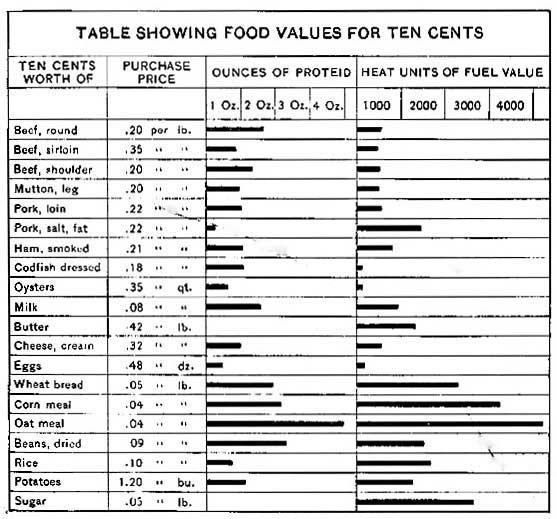 TABLE SHOWING FOOD VALUES FOR TEN CENTS
TEN CENTS WORTH OF PURCHASE PRICE OUNCES OF PROTEID HEAT UNITS OF FUEL VALUE
1 Oz. 2 Oz. 3 Oz. 4 Oz. 1000 2000 3000 4000
Beef, round .20 per lb.
Beef, sirloin .35 " "
Beef, shoulder .20 " "
Mutton, leg .20 " "
Pork, loin .22 " "
Pork, salt, fat .22 " "
Ham, smoked .21 " "
Codfish dressed .18 " "
Oysters .35 " qt.
Milk .08 " "
Butter .42 " lb.
Cheese, cream .32 " "
Eggs .48 " dz.
Wheat bread .05 " lb.
Corn meal .04 " "
Oat meal .04 " "
Beans, dried 09 " "
Rice .10 " "
Potatoes 1.20 " bu.
Sugar .05 " lb.